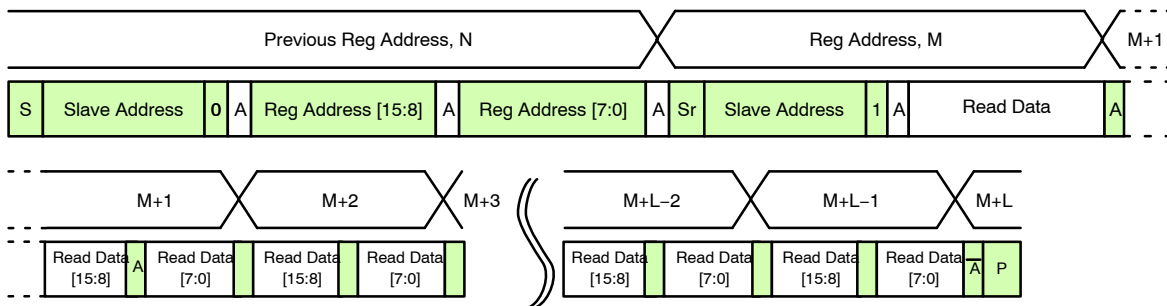 Previous Reg Address, N Reg Address, M M+1
S Slave Address 0 A Reg Address [15:8] A Reg Address [7:0] A Sr Slave Address 1 A Read Data A
M+1 M+2 M+3 M+L−2 M+L−1 M+L
Read Data A Read Data Read Data Read Data Read Data Read Data Read Data Read Data A̅ P
[15:8] [7:0] [15:8] [7:0] [15:8] [7:0] [15:8] [7:0]